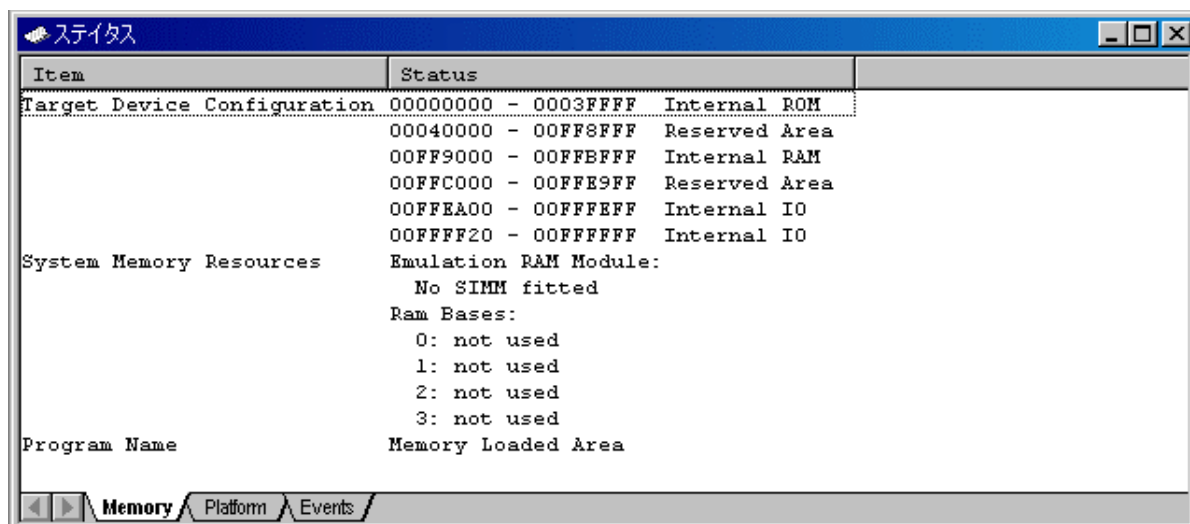 ステイタス
Item Status
Target Device Configuration 00000000 - 0003FFFF Internal ROM
00040000 - 00FF8FFF Reserved Area
00FF9000 - 00FFBFFF Internal RAM
00FFC000 - 00FFE9FF Reserved Area
00FFEA00 - 00FFFEFF Internal IO
00FFFF20 - 00FFFFFF Internal IO
System Memory Resources Emulation RAM Module:
No SIMM fitted
Ram Bases:
0: not used
1: not used
2: not used
3: not used
Program Name Memory Loaded Area
Memory Platform Events